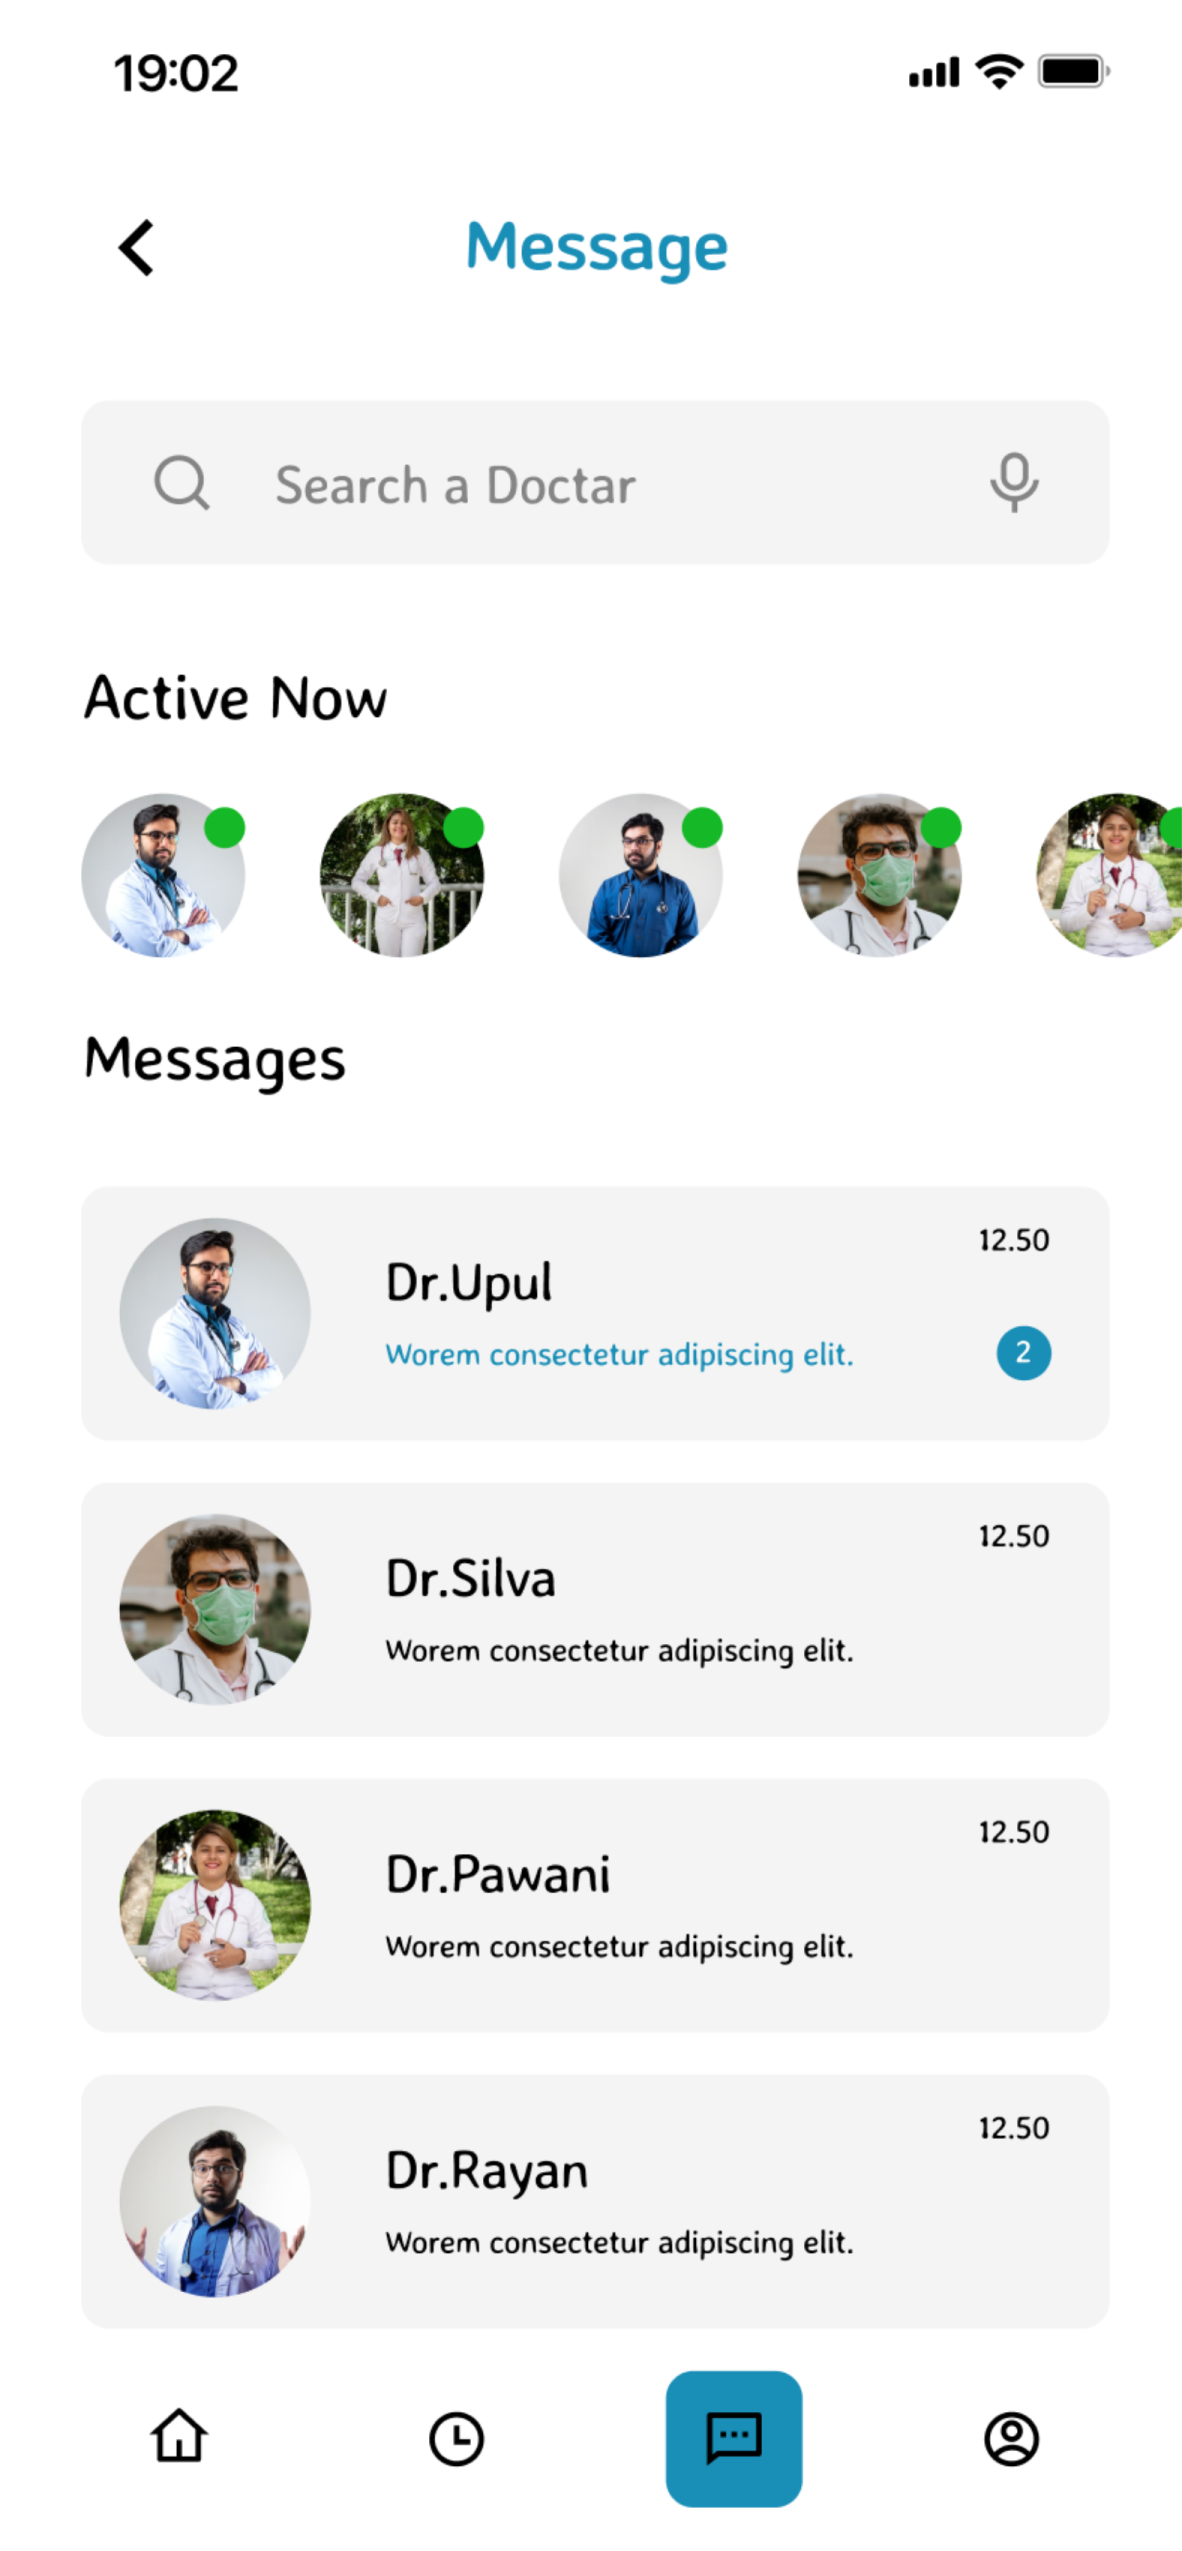 19:02
Message
Search a Doctar
Active Now
Messages
12.50
Dr.Upul
Worem consectetur adipiscing elit.
2
12.50
Dr.Silva
Worem consectetur adipiscing elit.
12.50
Dr.Pawani
Worem consectetur adipiscing elit.
12.50
Dr.Rayan
Worem consectetur adipiscing elit.